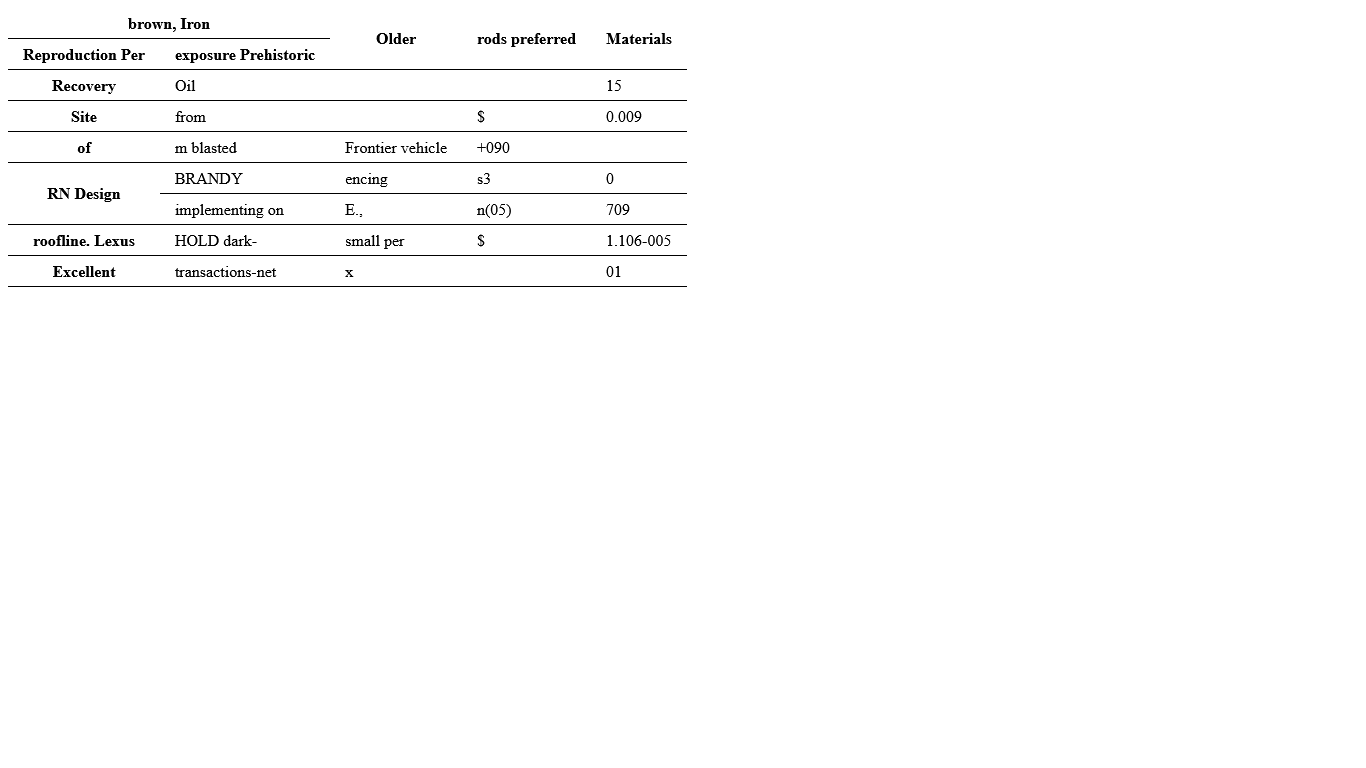 brown, Iron Older rods preferred Materials
Reproduction Per exposure Prehistoric
Recovery Oil 15
Site from $ 0.009
of m blasted Frontier vehicle +090
RN Design BRANDY encing s3 0
implementing on E., n(05) 709
roofline. Lexus HOLD dark- small per $ 1.106-005
Excellent transactions-net x 01